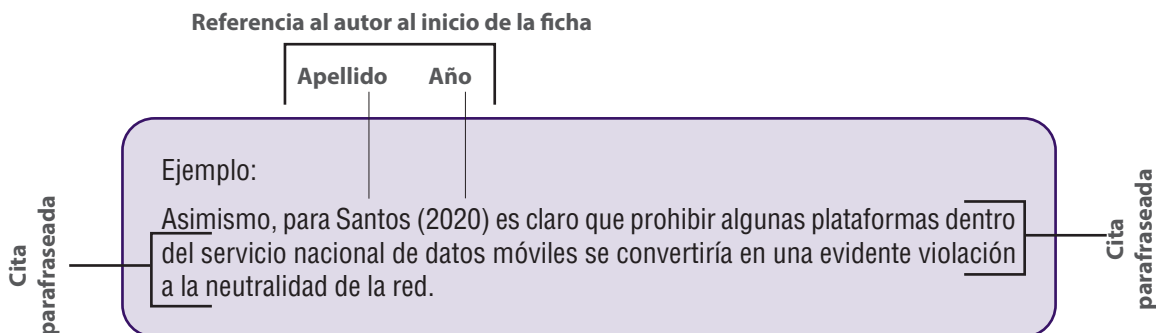 Referencia al autor al inicio de la ficha
Apellido Año
Ejemplo:
Asimismo, para Santos (2020) es claro que prohibir algunas plataformas dentro
del servicio nacional de datos móviles se convertiría en una evidente violación
a la neutralidad de la red.
Cita
parafraseada
Cita
parafraseada